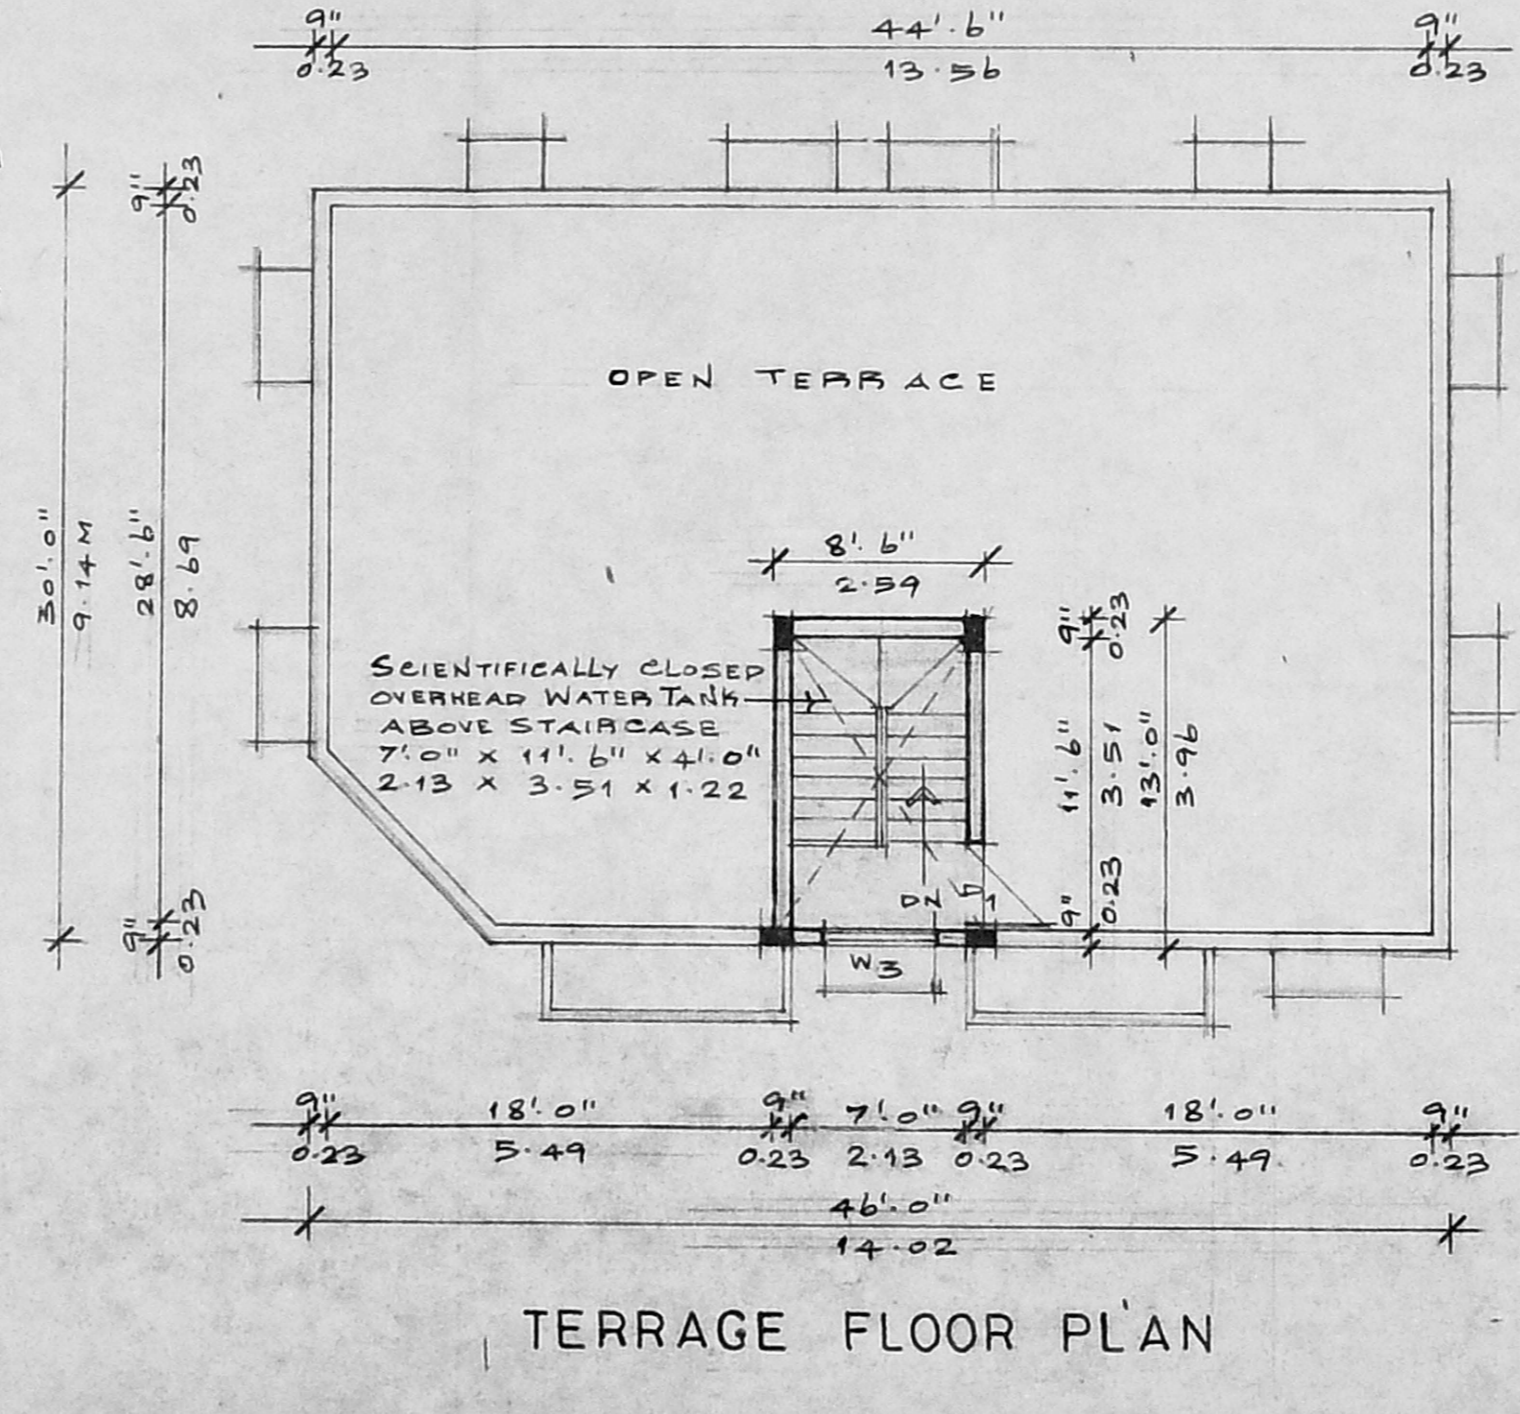 9" 44'.6" 9"
0.23 13.56 0.23
9"
0.23
30'.0"
9.14M
28'.6"
8.69
9"
0.23
OPEN TERRACE
8'.6"
2.59
SCIENTIFICALLY CLOSED
OVERHEAD WATER TANK
ABOVE STAIRCASE
7'.0" x 11'.6" x 4'.0"
2.13 x 3.51 x 1.22
9"
0.23
11'.6"
3.51
13'.0"
3.96
9"
0.23
DN D1
W3
9" 18'.0" 9" 7'.0" 9" 18'.0" 9"
0.23 5.49 0.23 2.13 0.23 5.49 0.23
46'.0"
14.02
TERRAGE FLOOR PLAN